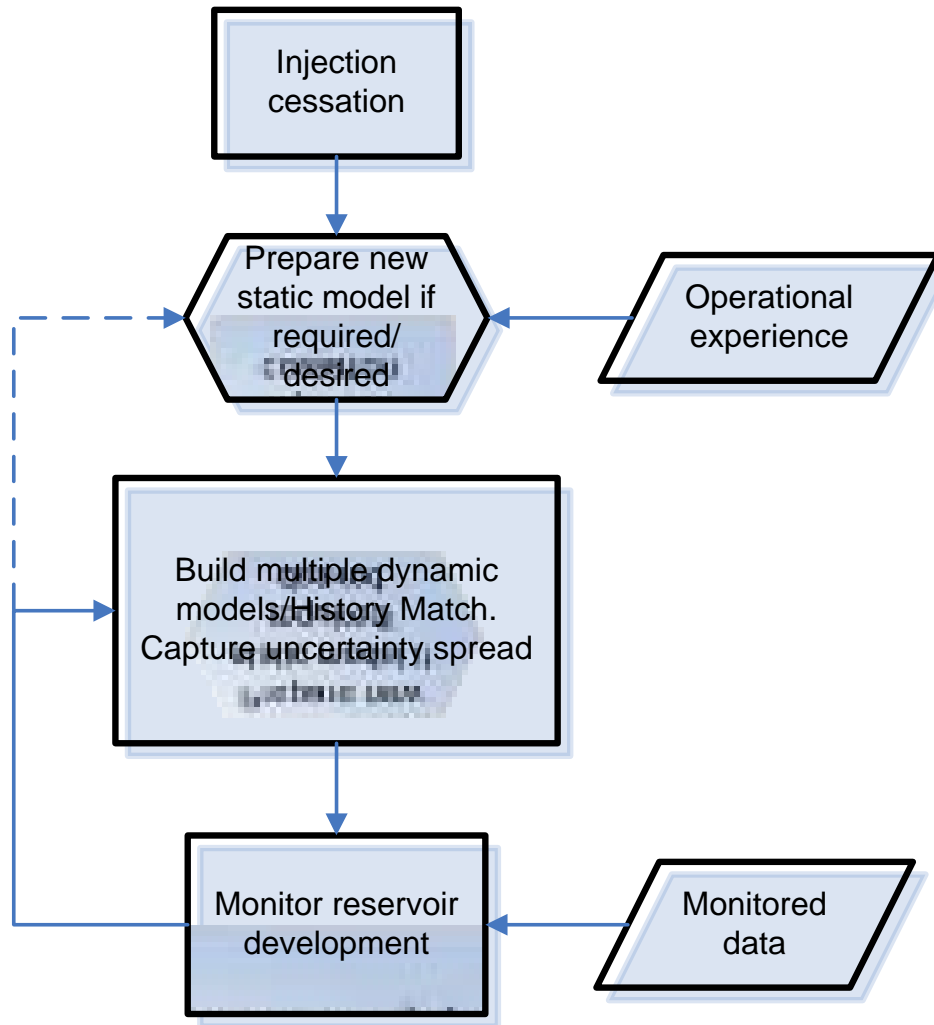 Injection
cessation
Prepare new
static model if
required/
desired
Operational
experience
Build multiple dynamic
models/History Match.
Capture uncertainty spread
Monitor reservoir
development
Monitored
data